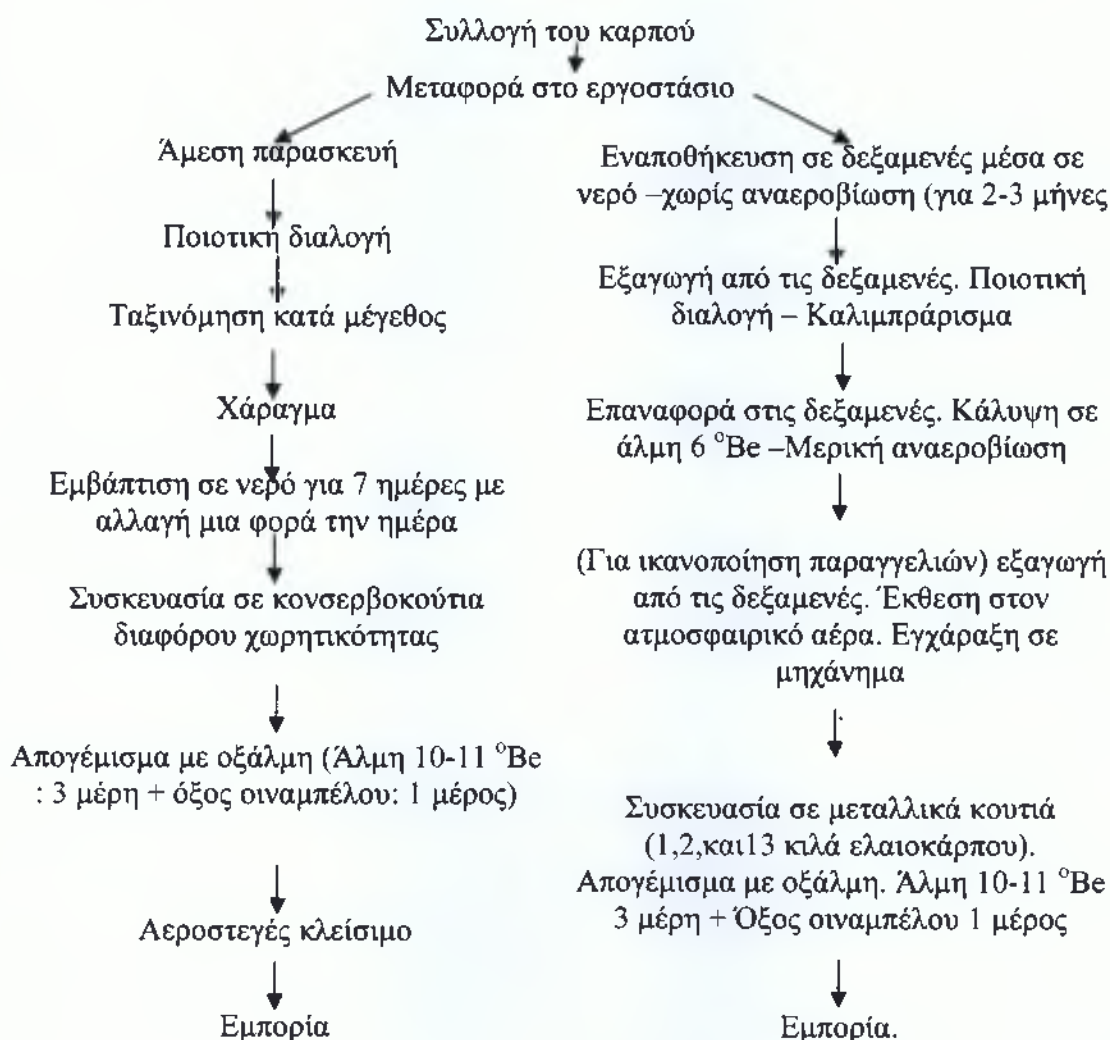 Συλλογή του καρπού
Μεταφορά στο εργοστάσιο
Άμεση παρασκευή
Ποιοτική διαλογή
Ταξινόμηση κατά μέγεθος
Χάραγμα
Εμβάπτιση σε νερό για 7 ημέρες με
αλλαγή μια φορά την ημέρα
Συσκευασία σε κονσερβοκούτια
διαφόρου χωρητικότητας
Απογέμισμα με οξάλμη (Άλμη 10-11 °Be
: 3 μέρη + όξος οιναμπέλου: 1 μέρος)
Αεροστεγές κλείσιμο
Εμπορία
Εναποθήκευση σε δεξαμενές μέσα σε
νερό –χωρίς αναεροβίωση (για 2-3 μήνες
Εξαγωγή από τις δεξαμενές. Ποιοτική
διαλογή – Καλιμπράρισμα
Επαναφορά στις δεξαμενές. Κάλυψη σε
άλμη 6 °Be –Μερική αναεροβίωση
(Για ικανοποίηση παραγγελιών) εξαγωγή
από τις δεξαμενές. Έκθεση στον
ατμοσφαιρικό αέρα. Εγχάραξη σε
μηχάνημα
Συσκευασία σε μεταλλικά κουτιά
(1,2,και13 κιλά ελαιοκάρπου).
Απογέμισμα με οξάλμη. Άλμη 10-11 °Be
3 μέρη + Όξος οιναμπέλου 1 μέρος
Εμπορία.